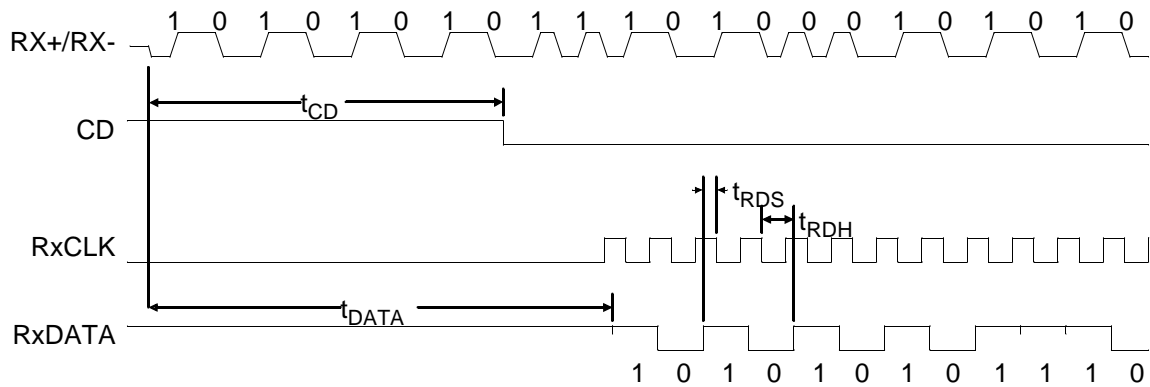 1 0 1 0 1 0 1 0 1 1 1 0 1 0 0 0 1 0 1 0 1 0
RX+/RX-
tCD
CD
tRDS
tRDH
RxCLK
tDATA
RxDATA
1 0 1 0 1 0 1 0 1 1 1 0